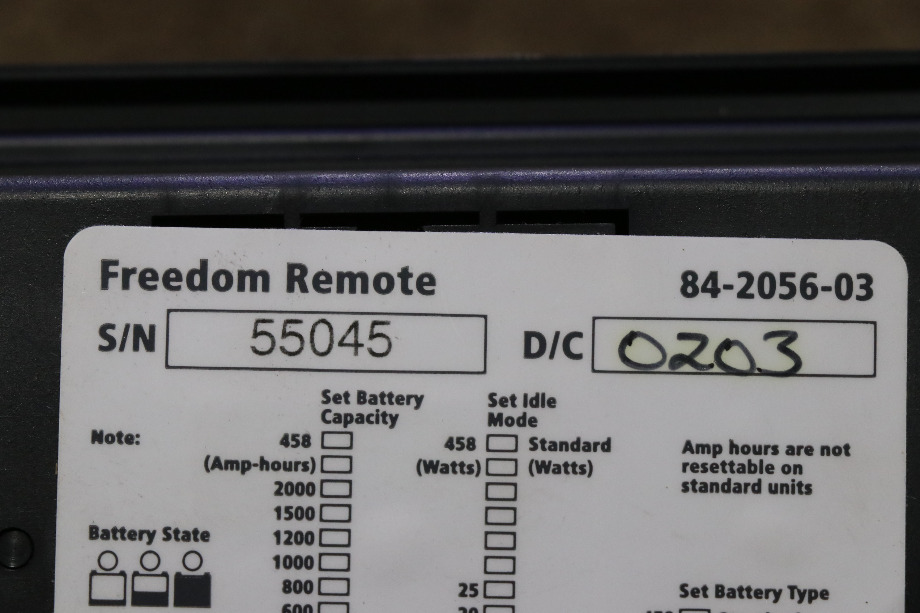 Freedom Remote 84-2056-03
S/N 55045 D/C 0203
Set Battery Capacity
Set Idle Mode
Note:
458 458 Standard
(Amp-hours) (Watts) (Watts)
2000
1500
1200
1000
800 25
600 20
Amp hours are not
resettable on
standard units
Battery State
Set Battery Type